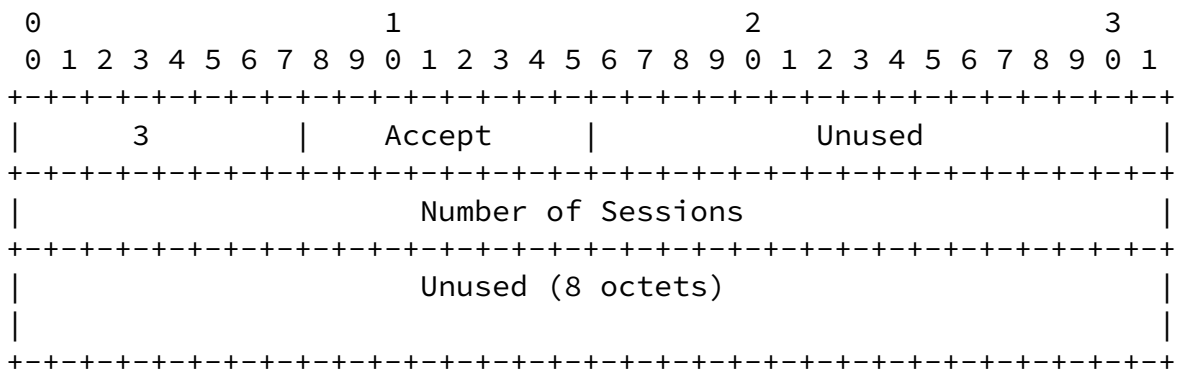 0                   1                   2                   3
0 1 2 3 4 5 6 7 8 9 0 1 2 3 4 5 6 7 8 9 0 1 2 3 4 5 6 7 8 9 0 1
+-+-+-+-+-+-+-+-+-+-+-+-+-+-+-+-+-+-+-+-+-+-+-+-+-+-+-+-+-+-+-+-+
|      3        |    Accept     |            Unused             |
+-+-+-+-+-+-+-+-+-+-+-+-+-+-+-+-+-+-+-+-+-+-+-+-+-+-+-+-+-+-+-+-+
|                      Number of Sessions                       |
+-+-+-+-+-+-+-+-+-+-+-+-+-+-+-+-+-+-+-+-+-+-+-+-+-+-+-+-+-+-+-+-+
|                      Unused (8 octets)                        |
|                                                               |
+-+-+-+-+-+-+-+-+-+-+-+-+-+-+-+-+-+-+-+-+-+-+-+-+-+-+-+-+-+-+-+-+